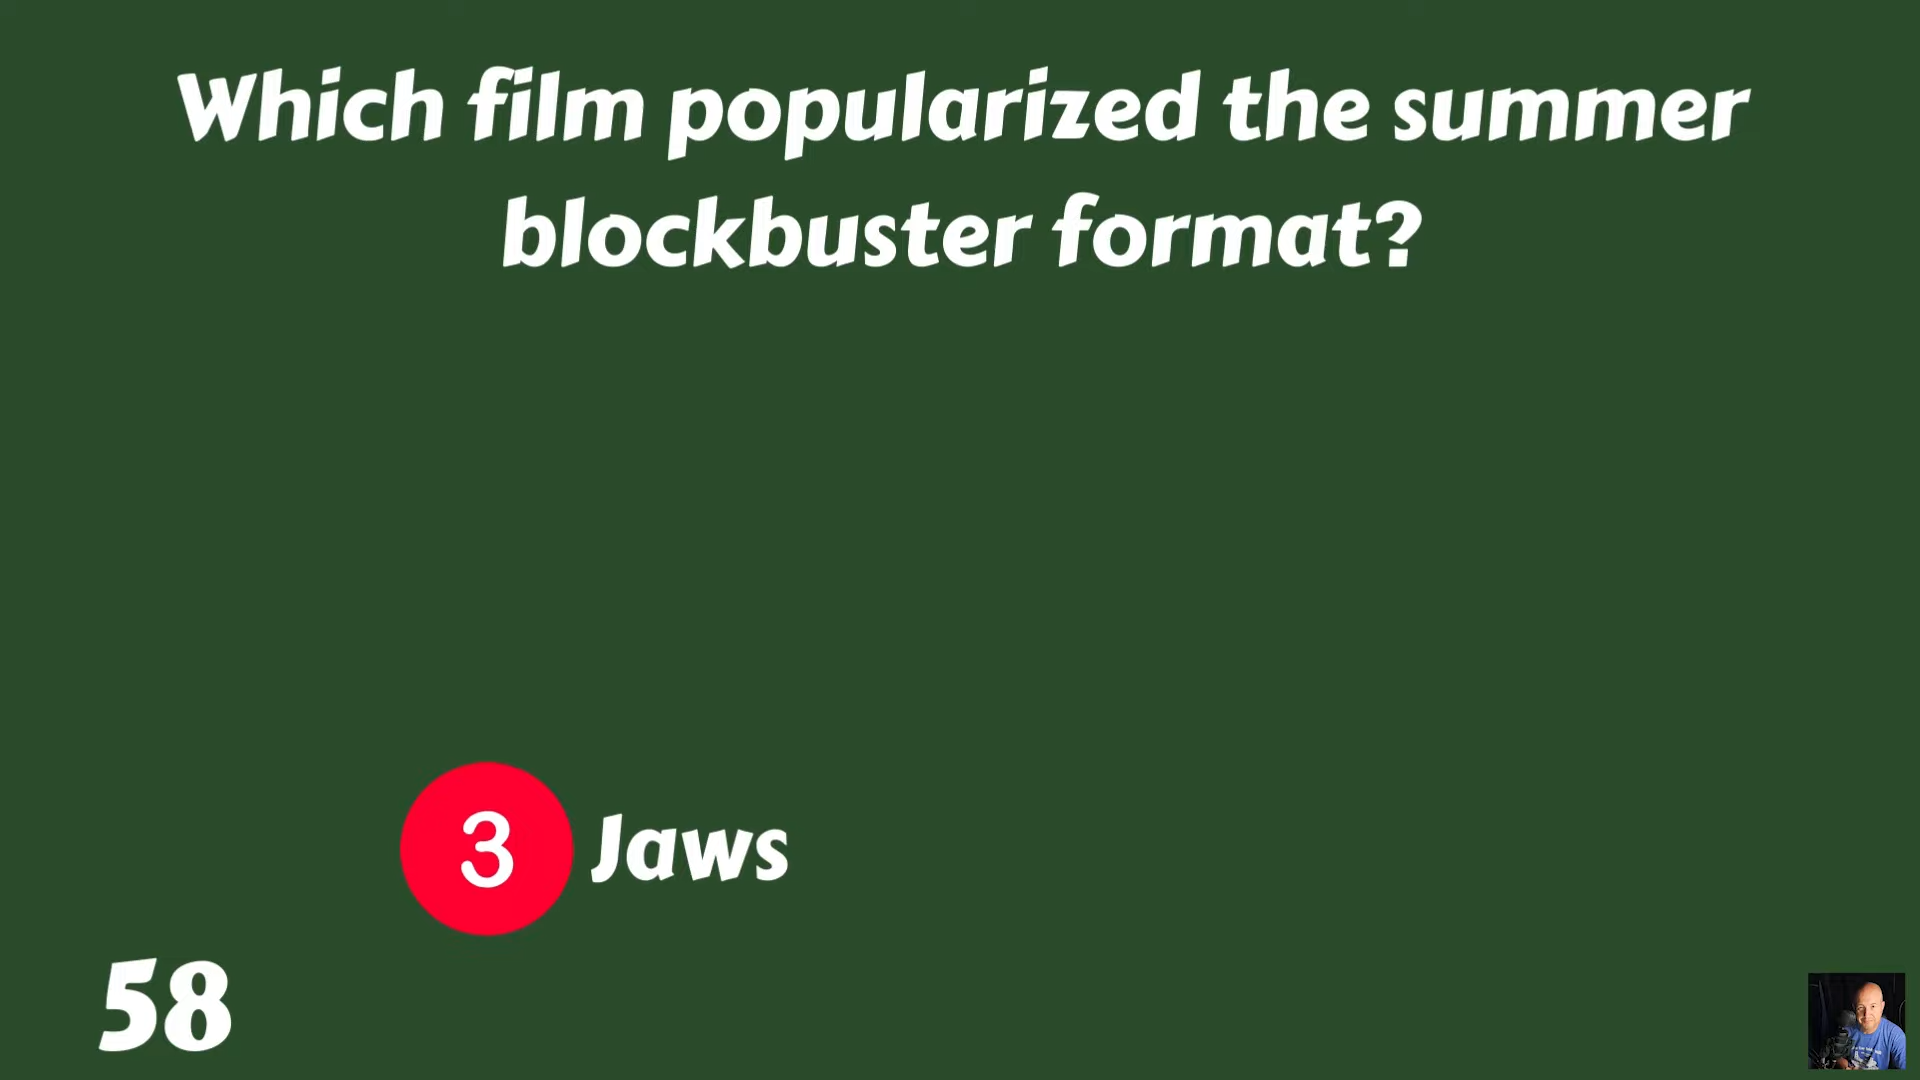 Which film popularized the summer
blockbuster format?
3 Jaws
58